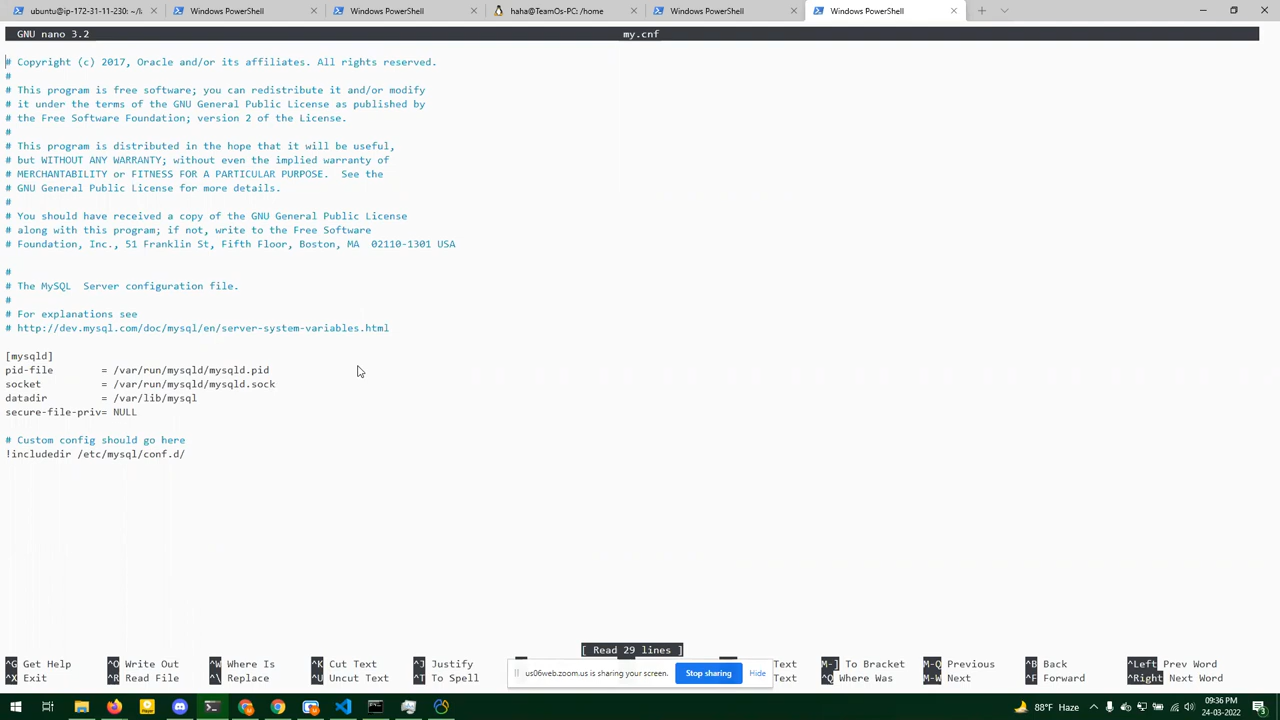 ubuntu@ip-172-31-11-230: ~/la
Windows PowerShell
Windows PowerShell
haha@TeamOs-PC: /home
Windows PowerShell
Windows PowerShell
GNU nano 3.2 my.cnf
# Copyright (c) 2017, Oracle and/or its affiliates. All rights reserved.
#
# This program is free software; you can redistribute it and/or modify
# it under the terms of the GNU General Public License as published by
# the Free Software Foundation; version 2 of the License.
#
# This program is distributed in the hope that it will be useful,
# but WITHOUT ANY WARRANTY; without even the implied warranty of
# MERCHANTABILITY or FITNESS FOR A PARTICULAR PURPOSE.  See the
# GNU General Public License for more details.
#
# You should have received a copy of the GNU General Public License
# along with this program; if not, write to the Free Software
# Foundation, Inc., 51 Franklin St, Fifth Floor, Boston, MA  02110-1301 USA
#
# The MySQL  Server configuration file.
#
# For explanations see
# http://dev.mysql.com/doc/mysql/en/server-system-variables.html
[mysqld]
pid-file        = /var/run/mysqld/mysqld.pid
socket          = /var/run/mysqld/mysqld.sock
datadir         = /var/lib/mysql
secure-file-priv= NULL
# Custom config should go here
!includedir /etc/mysql/conf.d/
[ Read 29 lines ]
^G Get Help ^O Write Out ^W Where Is ^K Cut Text ^J Justify Text M-] To Bracket M-Q Previous ^B Back ^Left Prev Word
^X Exit ^R Read File ^\ Replace ^U Uncut Text ^T To Spell Text ^Q Where Was M-W Next ^F Forward ^Right Next Word
us06web.zoom.us is sharing your screen. Stop sharing Hide
88°F Haze
09:36 PM
24-03-2022